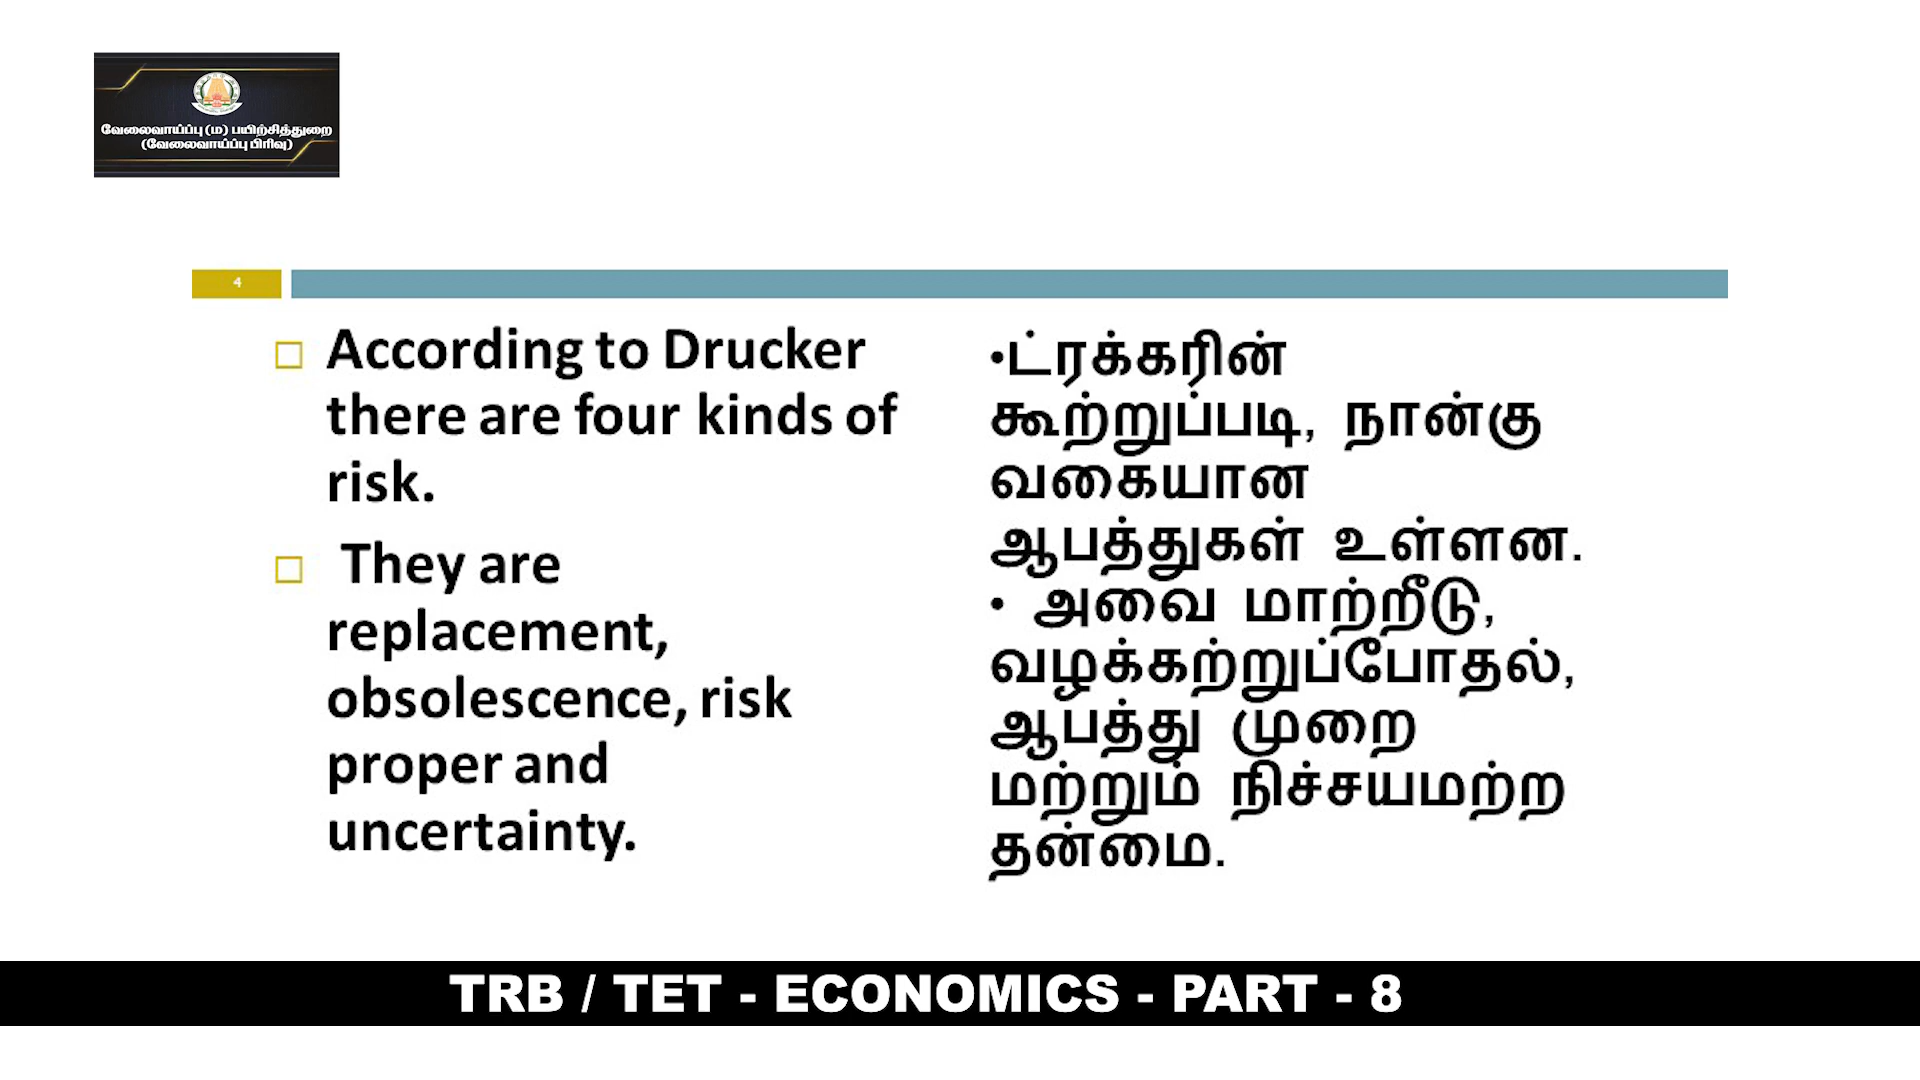 வேலைவாய்ப்பு (ம) பயிற்சித்துறை
(வேலைவாய்ப்பு பிரிவு)
4
According to Drucker
there are four kinds of
risk.
They are
replacement,
obsolescence, risk
proper and
uncertainty.
•ட்ரக்கரின்
கூற்றுப்படி, நான்கு
வகையான
ஆபத்துகள் உள்ளன.
• அவை மாற்றீடு,
வழக்கற்றுப்போதல்,
ஆபத்து முறை
மற்றும் நிச்சயமற்ற
தன்மை.
TRB / TET - ECONOMICS - PART - 8